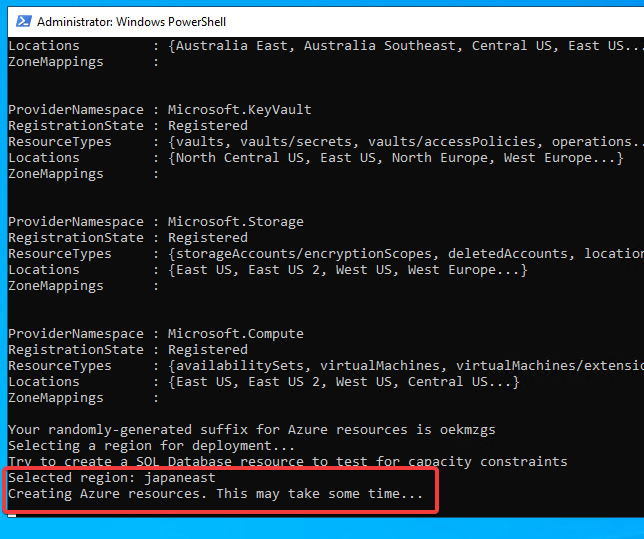 Administrator: Windows PowerShell
Locations         : {Australia East, Australia Southeast, Central US, East US...
ZoneMappings      :
ProviderNamespace : Microsoft.KeyVault
RegistrationState : Registered
ResourceTypes     : {vaults, vaults/secrets, vaults/accessPolicies, operations..
Locations         : {North Central US, East US, North Europe, West Europe...}
ZoneMappings      :
ProviderNamespace : Microsoft.Storage
RegistrationState : Registered
ResourceTypes     : {storageAccounts/encryptionScopes, deletedAccounts, location
Locations         : {East US, East US 2, West US, West Europe...}
ZoneMappings      :
ProviderNamespace : Microsoft.Compute
RegistrationState : Registered
ResourceTypes     : {availabilitySets, virtualMachines, virtualMachines/extensio
Locations         : {East US, East US 2, West US, Central US...}
ZoneMappings      :
Your randomly-generated suffix for Azure resources is oekmzgs
Selecting a region for deployment...
Try to create a SQL Database resource to test for capacity constraints
Selected region: japaneast
Creating Azure resources. This may take some time...